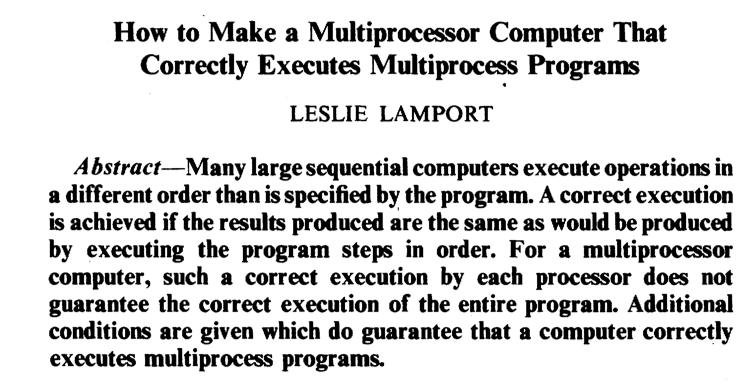 How to Make a Multiprocessor Computer That
Correctly Executes Multiprocess Programs
LESLIE LAMPORT
Abstract—Many large sequential computers execute operations in
a different order than is specified by the program. A correct execution
is achieved if the results produced are the same as would be produced
by executing the program steps in order. For a multiprocessor
computer, such a correct execution by each processor does not
guarantee the correct execution of the entire program. Additional
conditions are given which do guarantee that a computer correctly
executes multiprocess programs.